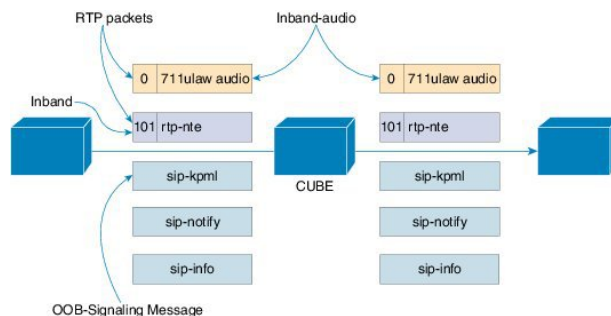 RTP packets
Inband-audio
0 711ulaw audio
0 711ulaw audio
Inband
101 rtp-nte
101 rtp-nte
CUBE
sip-kpml
sip-kpml
sip-notify
sip-notify
sip-info
sip-info
OOB-Signaling Message